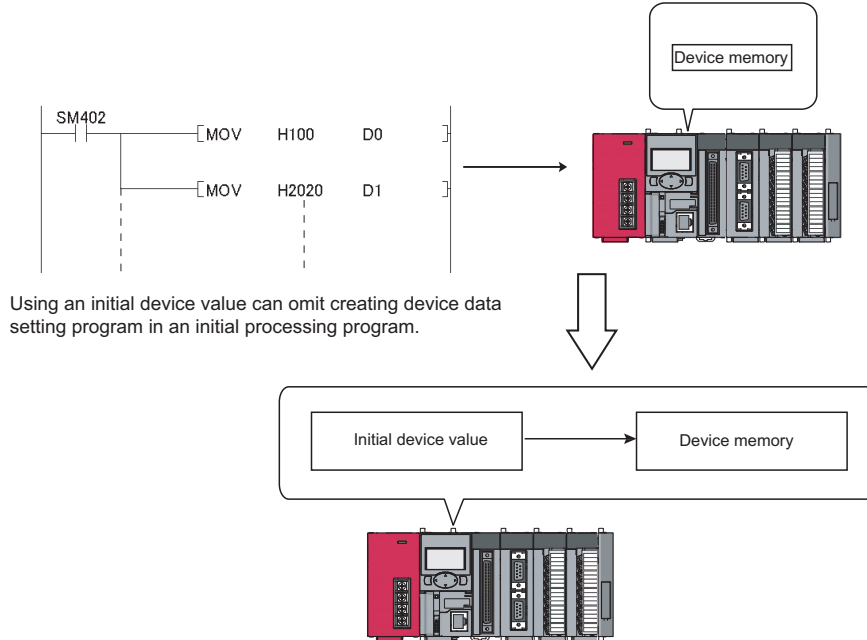 Device memory
SM402
MOV H100 D0
MOV H2020 D1
Using an initial device value can omit creating device data
setting program in an initial processing program.
Initial device value
Device memory